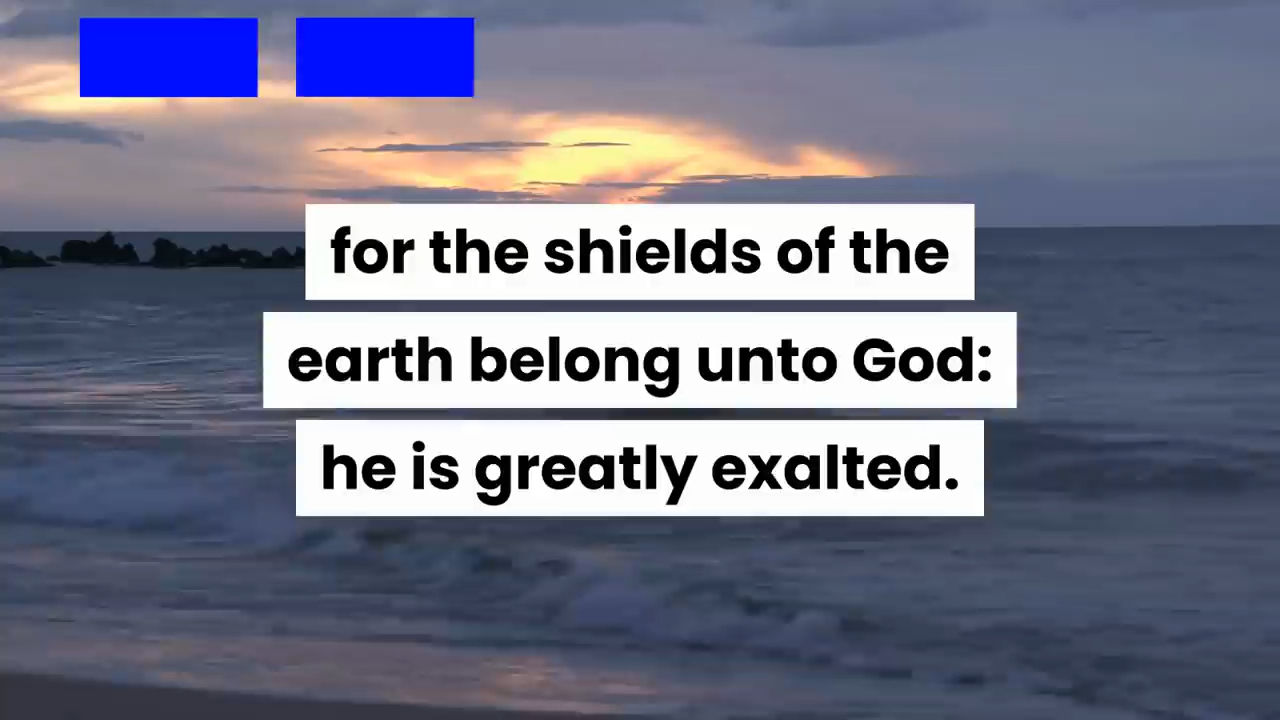 for the shields of the
earth belong unto God:
he is greatly exalted.